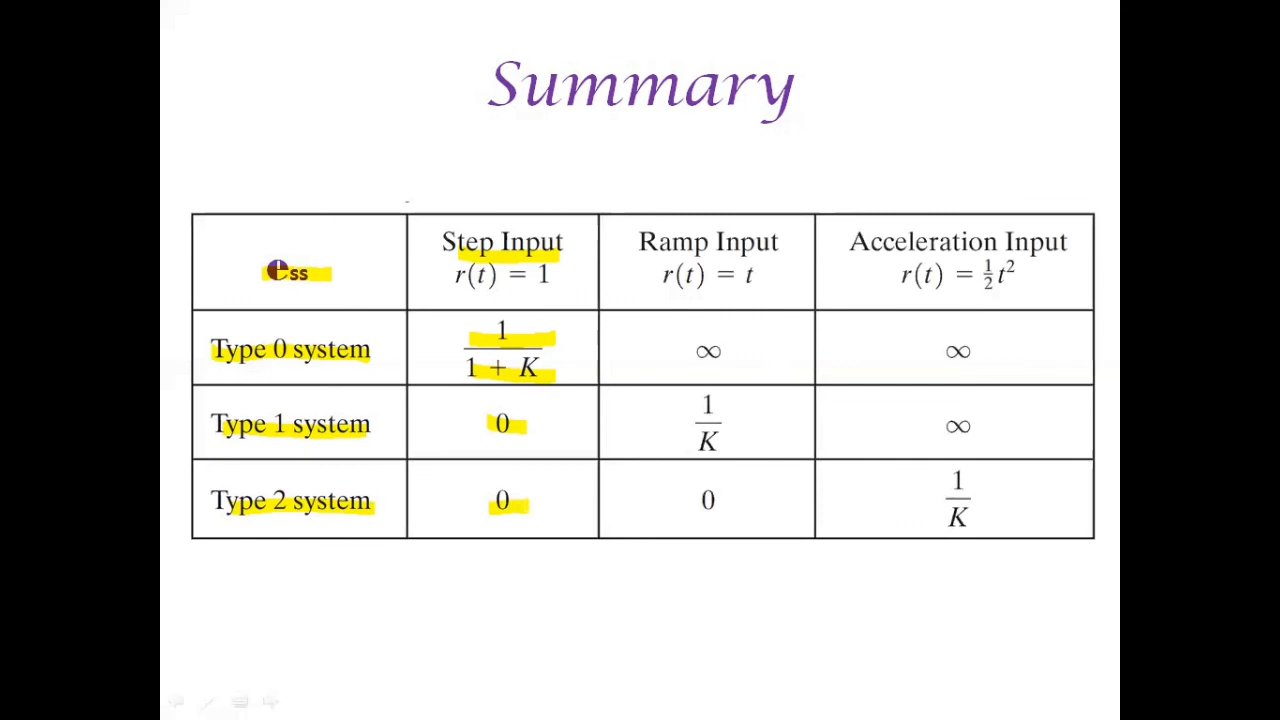 Summary
ess
Step Input
r(t) = 1
Ramp Input
r(t) = t
Acceleration Input
r(t) = ½t²
Type 0 system
1
1 + K
∞
∞
Type 1 system
0
1
K
∞
Type 2 system
0
0
1
K